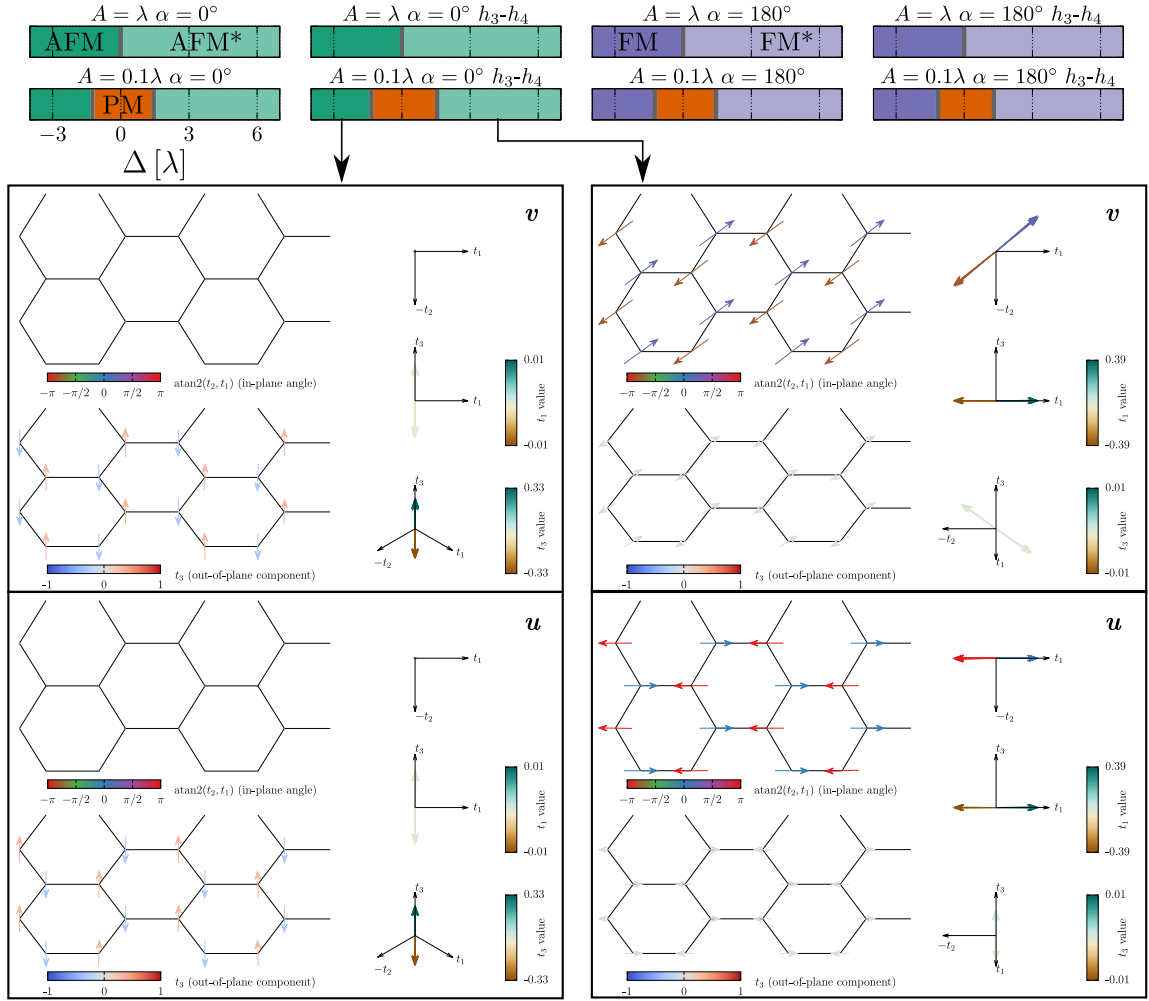 A = λ α = 0°
A = λ α = 0° h₃-h₄
A = λ α = 180°
A = λ α = 180° h₃-h₄
AFM AFM*
FM FM*
A = 0.1λ α = 0°
A = 0.1λ α = 0° h₃-h₄
A = 0.1λ α = 180°
A = 0.1λ α = 180° h₃-h₄
PM
−3 0 3 6
Δ [λ]
v
t₁
−t₂
t₃
t₁
0.01
t₁ value
-0.01
−π −π/2 0 π/2 π
atan2(t₂, t₁) (in-plane angle)
t₃
−t₂
t₁
0.33
t₃ value
-0.33
-1 0 1
t₃ (out-of-plane component)
v
t₁
−t₂
t₃
t₁
0.39
t₁ value
-0.39
−π −π/2 0 π/2 π
atan2(t₂, t₁) (in-plane angle)
t₃
−t₂
t₁
0.01
t₃ value
-0.01
-1 0 1
t₃ (out-of-plane component)
u
t₁
−t₂
t₃
t₁
0.01
t₁ value
-0.01
−π −π/2 0 π/2 π
atan2(t₂, t₁) (in-plane angle)
t₃
−t₂
t₁
0.33
t₃ value
-0.33
-1 0 1
t₃ (out-of-plane component)
u
t₁
−t₂
t₃
t₁
0.39
t₁ value
-0.39
−π −π/2 0 π/2 π
atan2(t₂, t₁) (in-plane angle)
t₃
−t₂
t₁
0.01
t₃ value
-0.01
-1 0 1
t₃ (out-of-plane component)